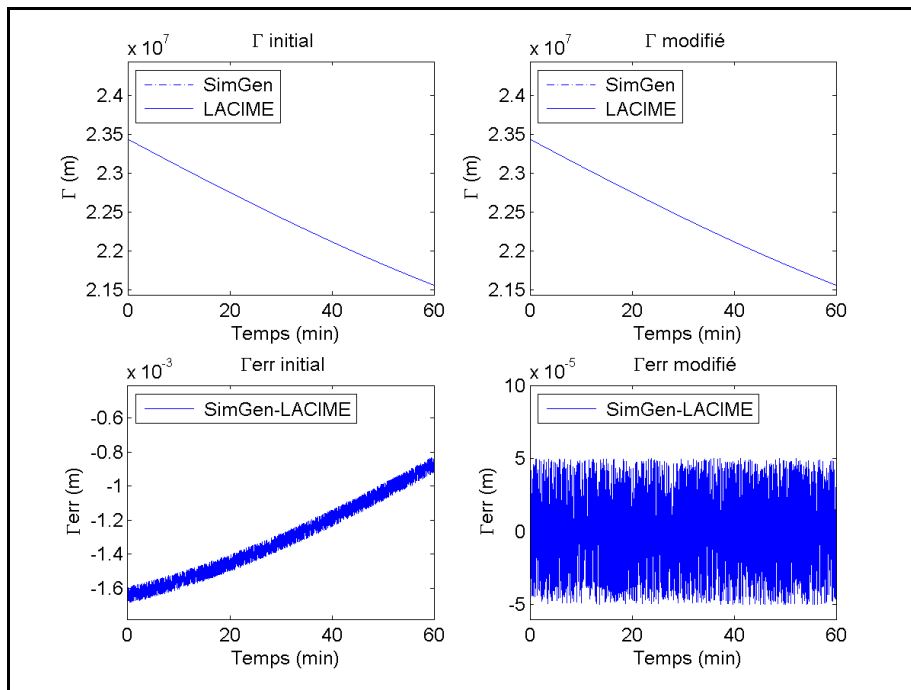 Γ initial
x 10^7
SimGen
LACIME
2.4
2.35
2.3
2.25
2.2
2.15
Γ (m)
0
20
40
60
Temps (min)
Γ modifié
x 10^7
SimGen
LACIME
2.4
2.35
2.3
2.25
2.2
2.15
Γ (m)
0
20
40
60
Temps (min)
Γerr initial
x 10^-3
SimGen-LACIME
-0.6
-0.8
-1
-1.2
-1.4
-1.6
Γerr (m)
0
20
40
60
Temps (min)
Γerr modifié
x 10^-5
10
SimGen-LACIME
5
0
-5
Γerr (m)
0
20
40
60
Temps (min)